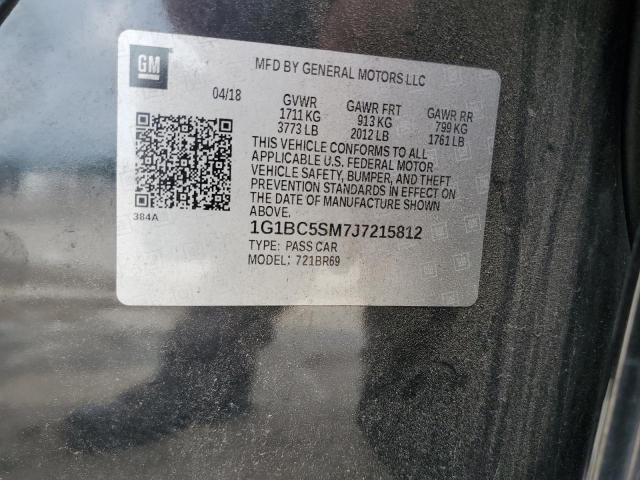 GM
MFD BY GENERAL MOTORS LLC
04/18 GVWR GAWR FRT GAWR RR
1711 KG 913 KG 799 KG
3773 LB 2012 LB 1761 LB
THIS VEHICLE CONFORMS TO ALL
APPLICABLE U.S. FEDERAL MOTOR
VEHICLE SAFETY, BUMPER, AND THEFT
PREVENTION STANDARDS IN EFFECT ON
THE DATE OF MANUFACTURE SHOWN
ABOVE.
384A
1G1BC5SM7J7215812
TYPE: PASS CAR
MODEL: 721BR69